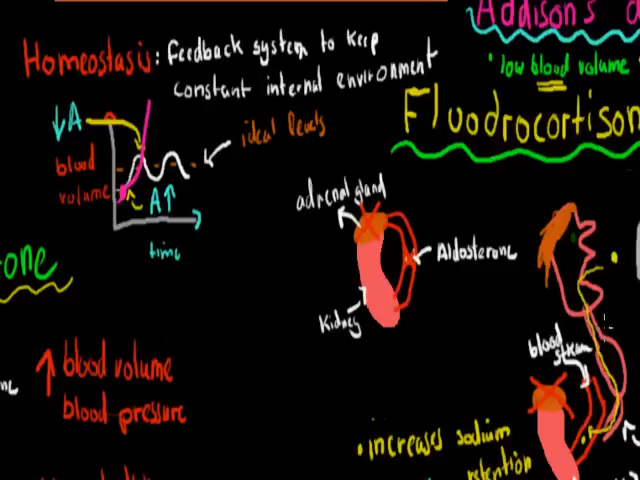 Addison's d
Homeostasis: Feedback system to keep
constant internal environment
• low blood volume
Fludrocortison
↓A
ideal levels
blood
volume
A↑
time
adrenal gland
Aldosterone
Kidney
one
blood
stream
↑ blood volume
blood pressure
ne
• increases sodium
retention